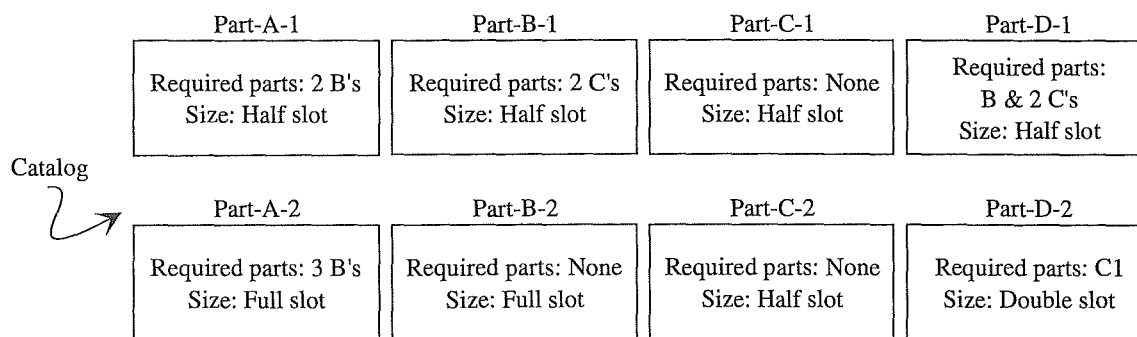 Part-A-1
Part-B-1
Part-C-1
Part-D-1
Required parts: 2 B's
Size: Half slot
Required parts: 2 C's
Size: Half slot
Required parts: None
Size: Half slot
Required parts:
B & 2 C's
Size: Half slot
Catalog
Part-A-2
Part-B-2
Part-C-2
Part-D-2
Required parts: 3 B's
Size: Full slot
Required parts: None
Size: Full slot
Required parts: None
Size: Half slot
Required parts: C1
Size: Double slot